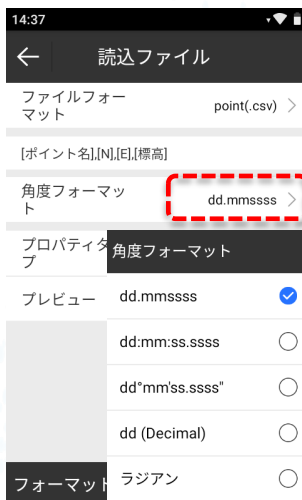 14:37
読込ファイル
ファイルフォー
マット
point(.csv)
[ポイント名],[N],[E],[標高]
角度フォーマッ
ト
dd.mmssss
プロパティタ
プ
プレビュー
角度フォーマット
dd.mmssss
dd:mm:ss.ssss
dd°mm'ss.ssss"
dd (Decimal)
ラジアン
フォーマット